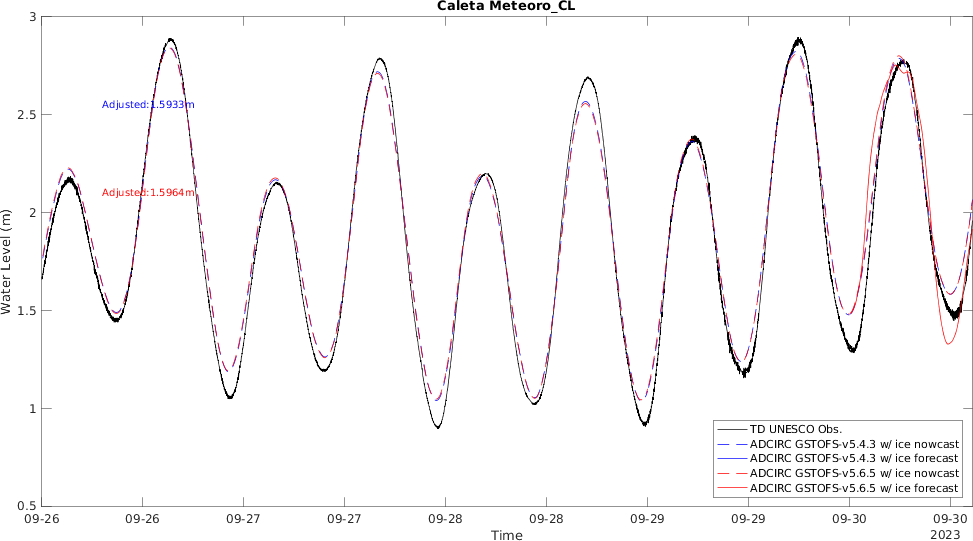 Caleta Meteoro_CL
3
2.5
2
1.5
1
0.5
Water Level (m)
Adjusted:1.5933m
Adjusted:1.5964m
TD UNESCO Obs.
ADCIRC GSTOFS-v5.4.3 w/ ice nowcast
ADCIRC GSTOFS-v5.4.3 w/ ice forecast
ADCIRC GSTOFS-v5.6.5 w/ ice nowcast
ADCIRC GSTOFS-v5.6.5 w/ ice forecast
09-26 09-26 09-27 09-27 09-28 09-28 09-29 09-29 09-30 09-30
2023
Time